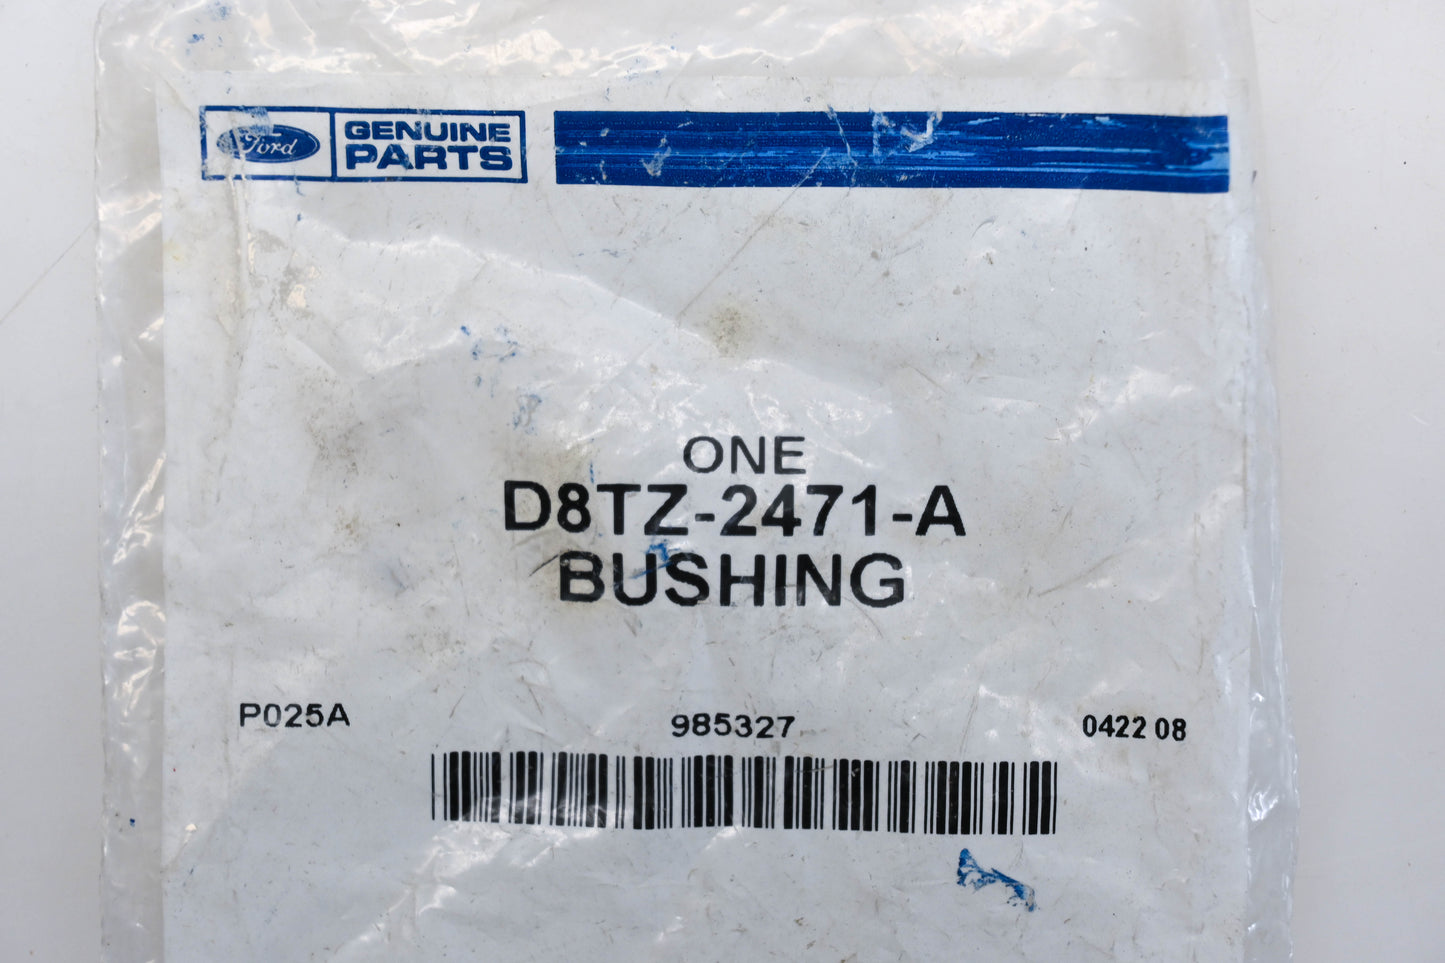 Ford GENUINE
PARTS
ONE
D8TZ-2471-A
BUSHING
P025A 985327 0422 08